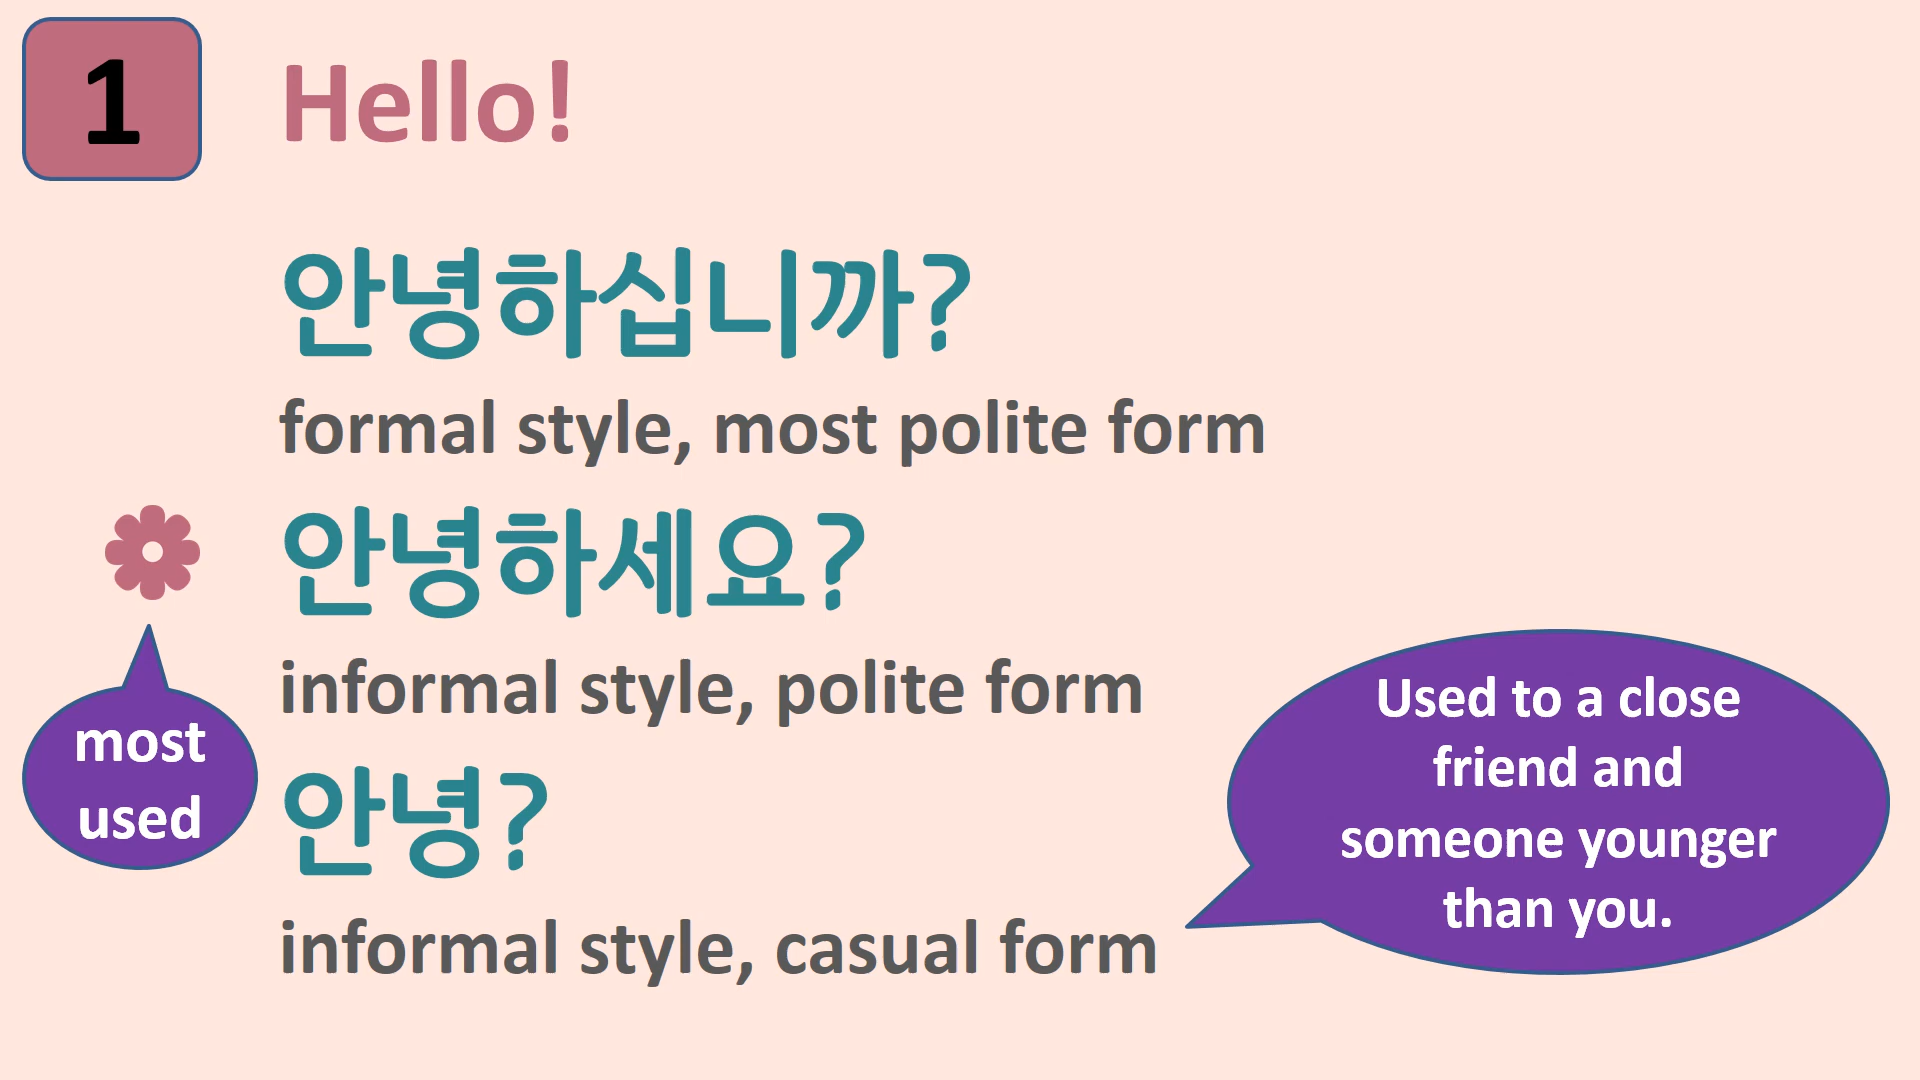 1
Hello!
안녕하십니까?
formal style, most polite form
안녕하세요?
informal style, polite form
most
used
안녕?
informal style, casual form
Used to a close
friend and
someone younger
than you.